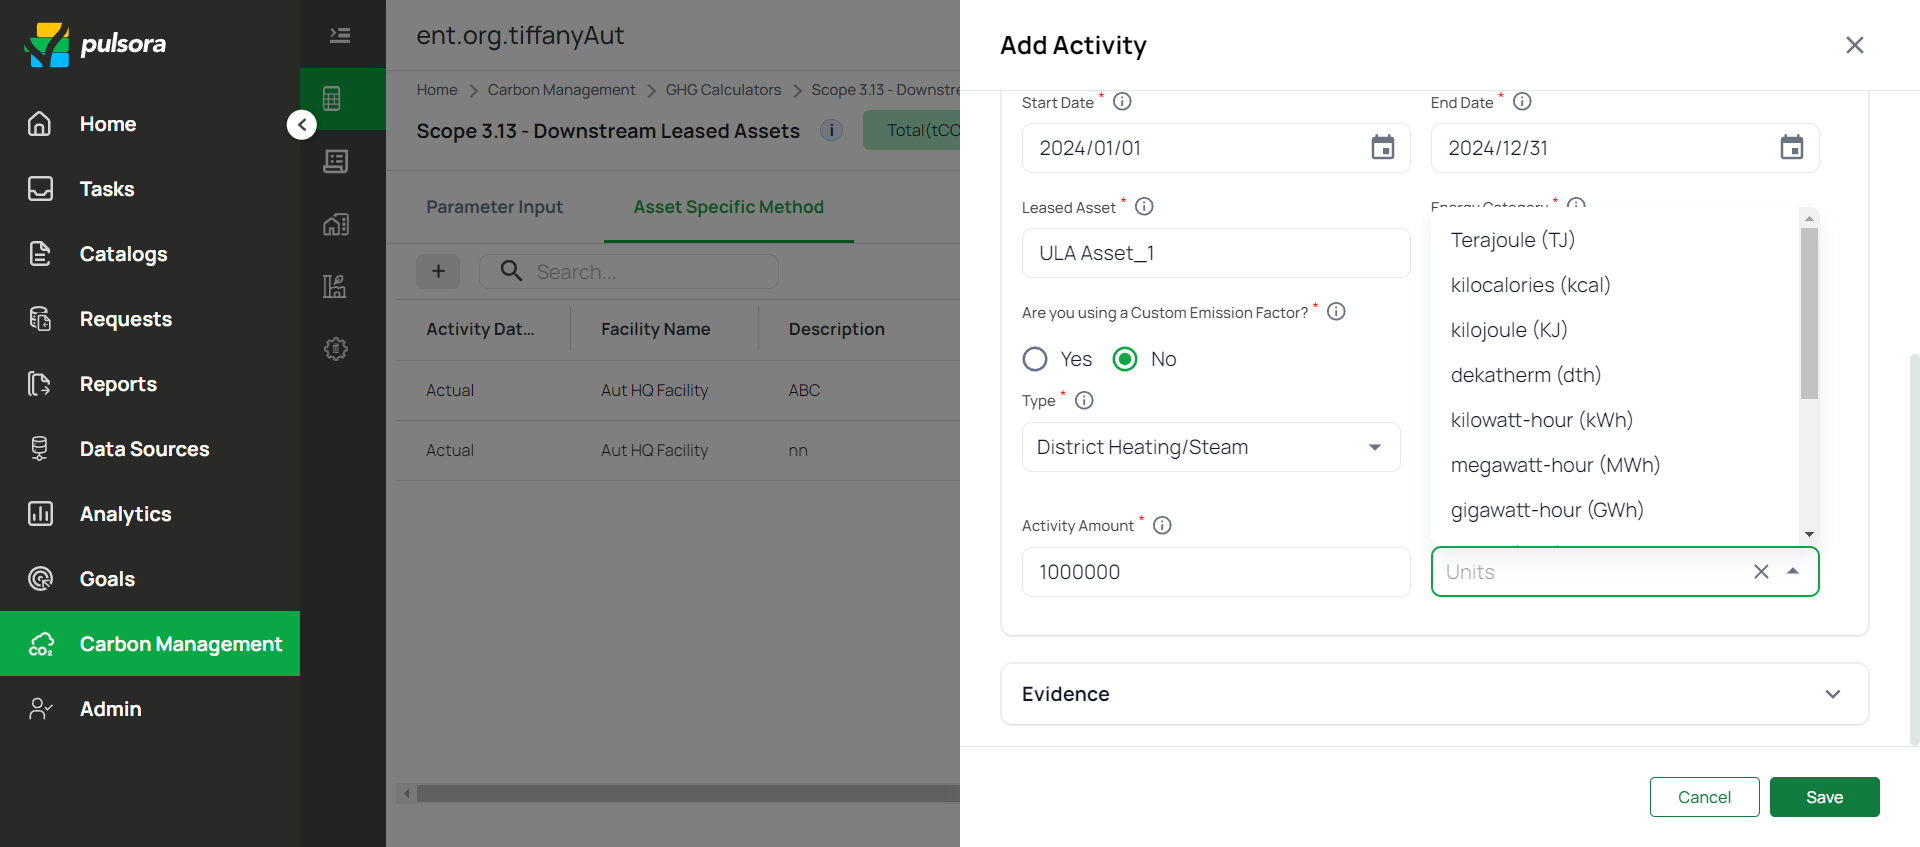 pulsora
Home
Tasks
Catalogs
Requests
Reports
Data Sources
Analytics
Goals
Carbon Management
Admin
ent.org.tiffanyAut
Home > Carbon Management > GHG Calculators > Scope 3.13 - Downstre
Scope 3.13 - Downstream Leased Assets
Total(tCO
Parameter Input
Asset Specific Method
+
Search...
Activity Dat... Facility Name Description
Actual Aut HQ Facility ABC
Actual Aut HQ Facility nn
Add Activity
Start Date *
End Date *
2024/01/01
2024/12/31
Leased Asset *
Energy Category *
ULA Asset_1
Terajoule (TJ)
kilocalories (kcal)
kilojoule (KJ)
dekatherm (dth)
kilowatt-hour (kWh)
megawatt-hour (MWh)
gigawatt-hour (GWh)
Are you using a Custom Emission Factor? *
Yes
No
Type *
District Heating/Steam
Activity Amount *
1000000
Units
Evidence
Cancel
Save